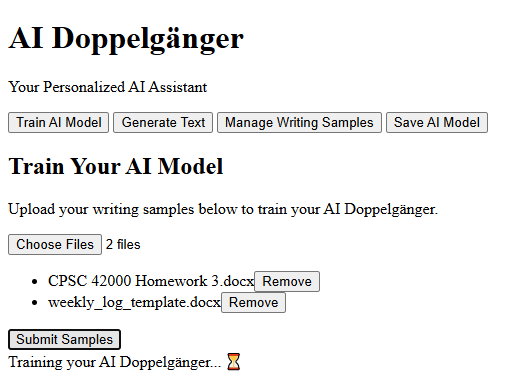 AI Doppelgänger
Your Personalized AI Assistant
Train AI Model Generate Text Manage Writing Samples Save AI Model
Train Your AI Model
Upload your writing samples below to train your AI Doppelgänger.
Choose Files 2 files
• CPSC 42000 Homework 3.docx Remove
• weekly_log_template.docx Remove
Submit Samples
Training your AI Doppelgänger... ⏳